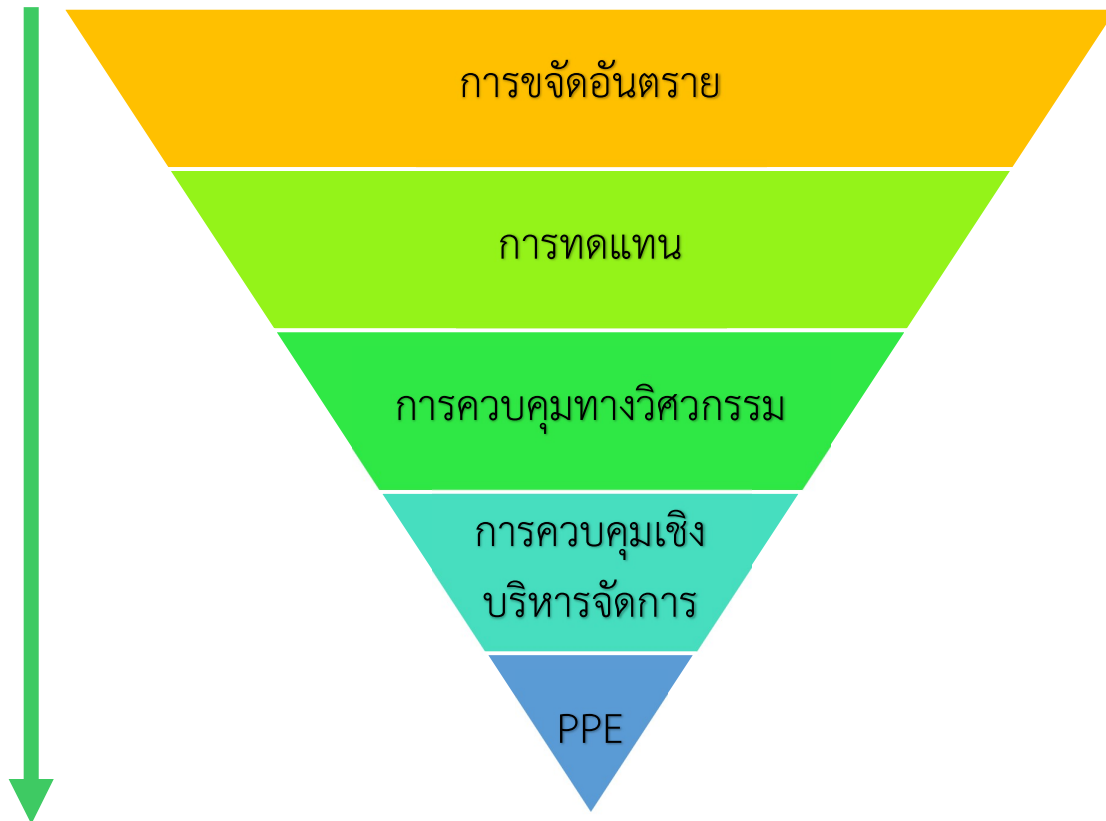 การขจัดอันตราย
การทดแทน
การควบคุมทางวิศวกรรม
การควบคุมเชิง
บริหารจัดการ
PPE